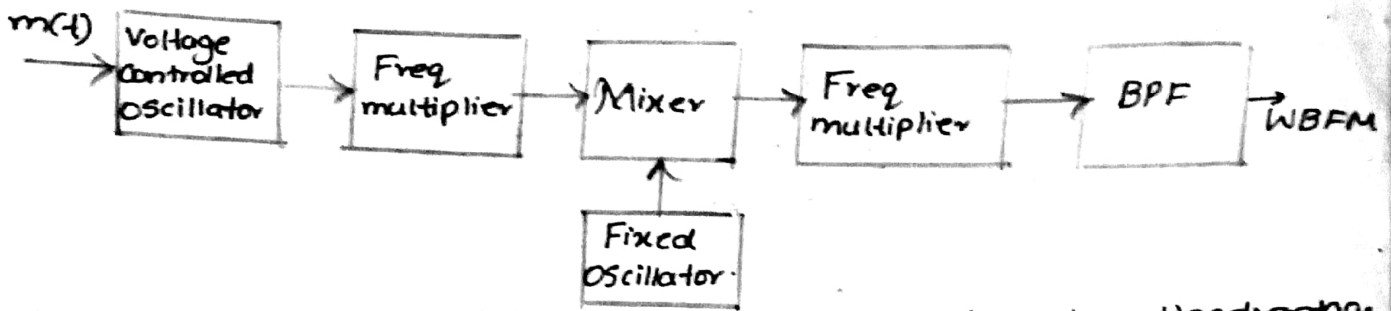 m(t)
Voltage
Controlled
Oscillator
Freq
multiplier
Mixer
Freq
multiplier
BPF
WBFM
Fixed
Oscillator.